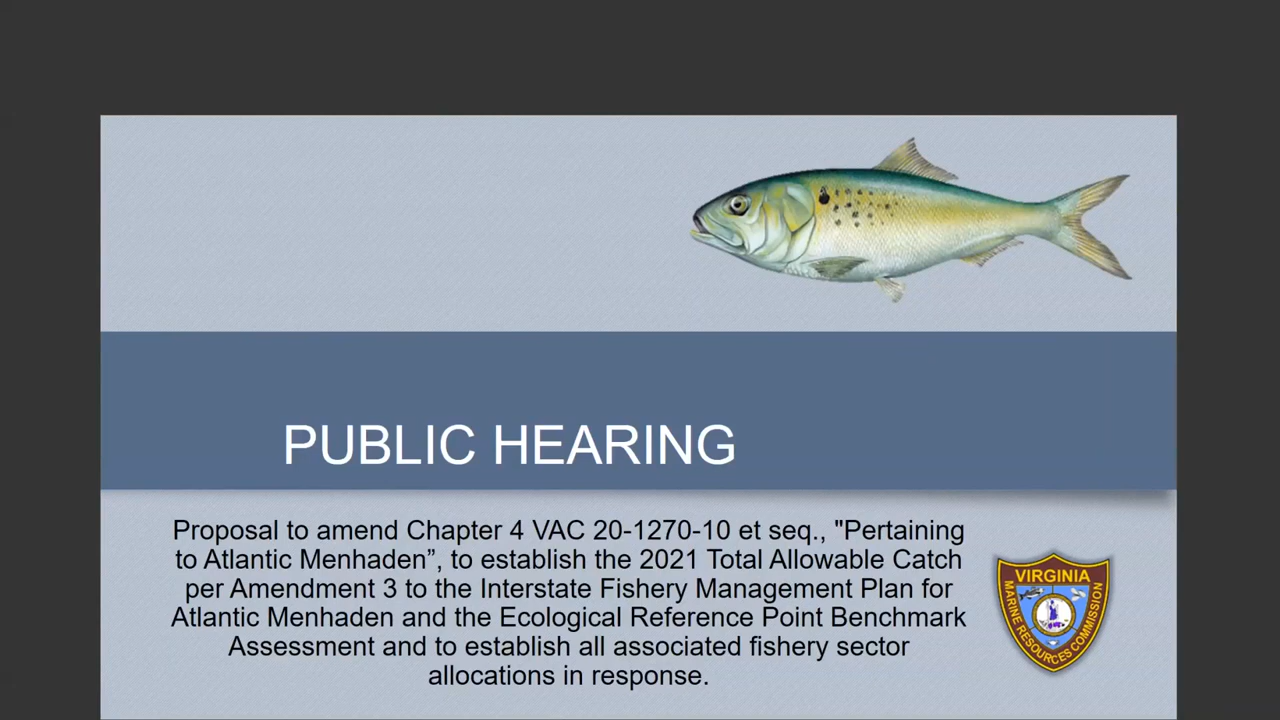 PUBLIC HEARING
Proposal to amend Chapter 4 VAC 20-1270-10 et seq., "Pertaining
to Atlantic Menhaden”, to establish the 2021 Total Allowable Catch
per Amendment 3 to the Interstate Fishery Management Plan for
Atlantic Menhaden and the Ecological Reference Point Benchmark
Assessment and to establish all associated fishery sector
allocations in response.
VIRGINIA
MARINE RESOURCES COMMISSION